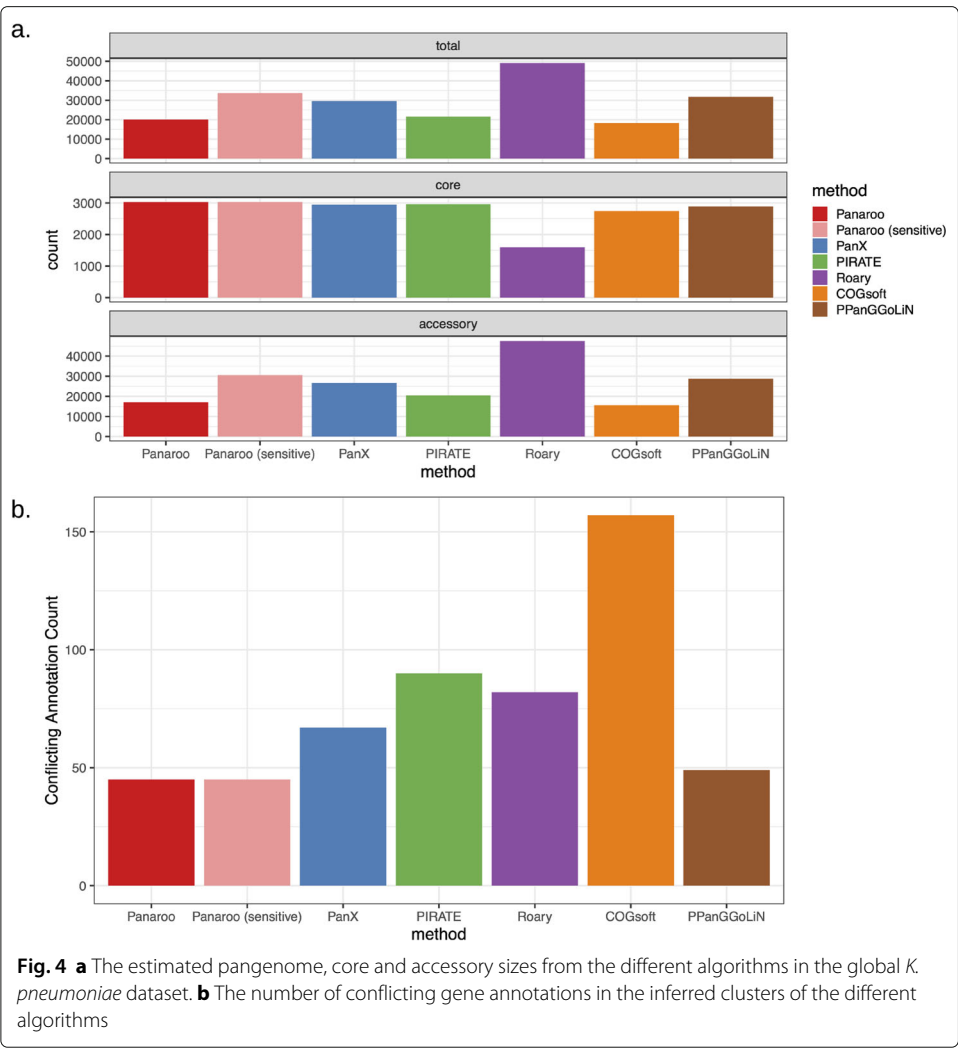 a.
total
50000
40000
30000
20000
10000
0
core
3000
2000
1000
0
count
accessory
40000
30000
20000
10000
0
Panaroo Panaroo (sensitive) PanX PIRATE Roary COGsoft PPanGGoLiN
method
method
Panaroo
Panaroo (sensitive)
PanX
PIRATE
Roary
COGsoft
PPanGGoLiN
b.
150
100
50
0
Conflicting Annotation Count
Panaroo Panaroo (sensitive) PanX PIRATE Roary COGsoft PPanGGoLiN
method
Fig. 4 a The estimated pangenome, core and accessory sizes from the different algorithms in the global K.
pneumoniae dataset. b The number of conflicting gene annotations in the inferred clusters of the different
algorithms